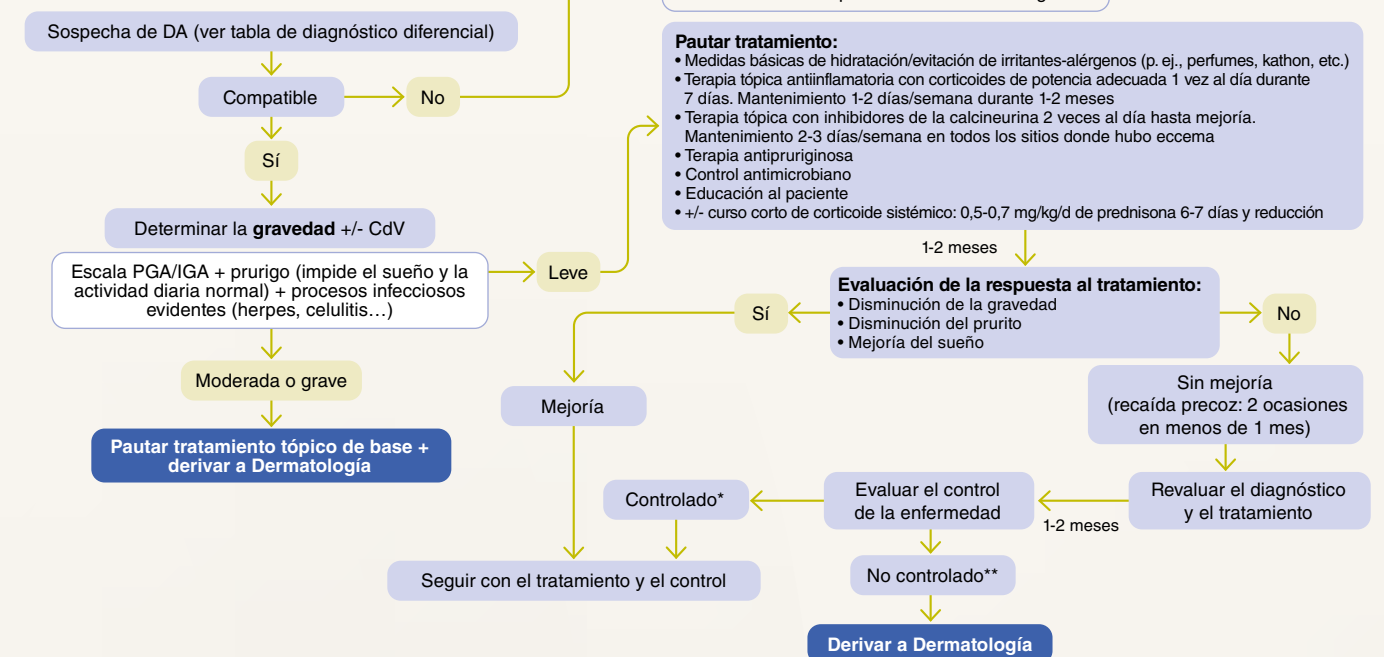 Sospecha de DA (ver tabla de diagnóstico diferencial)
Compatible
No
Sí
Determinar la gravedad +/- CdV
Escala PGA/IGA + prurigo (impide el sueño y la
actividad diaria normal) + procesos infecciosos
evidentes (herpes, celulitis…)
Leve
Moderada o grave
Pautar tratamiento tópico de base +
derivar a Dermatología
Pautar tratamiento:
• Medidas básicas de hidratación/evitación de irritantes-alérgenos (p. ej., perfumes, kathon, etc.)
• Terapia tópica antiinflamatoria con corticoides de potencia adecuada 1 vez al día durante
7 días. Mantenimiento 1-2 días/semana durante 1-2 meses
• Terapia tópica con inhibidores de la calcineurina 2 veces al día hasta mejoría.
Mantenimiento 2-3 días/semana en todos los sitios donde hubo eccema
• Terapia antipruriginosa
• Control antimicrobiano
• Educación al paciente
• +/- curso corto de corticoide sistémico: 0,5-0,7 mg/kg/d de prednisona 6-7 días y reducción
1-2 meses
Evaluación de la respuesta al tratamiento:
• Disminución de la gravedad
• Disminución del prurito
• Mejoría del sueño
Sí
No
Mejoría
Sin mejoría
(recaída precoz: 2 ocasiones
en menos de 1 mes)
Revaluar el diagnóstico
y el tratamiento
1-2 meses
Evaluar el control
de la enfermedad
Controlado*
No controlado**
Seguir con el tratamiento y el control
Derivar a Dermatología